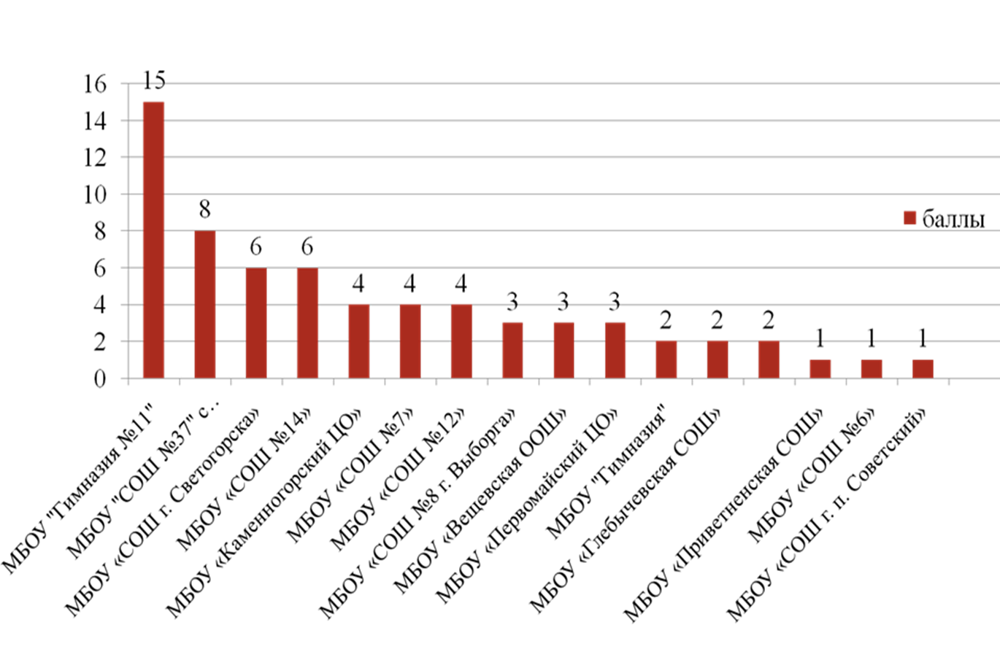 16
14
12
10
8
6
4
2
0
15
8
6
6
4
4
4
3
3
3
2
2
2
1
1
1
баллы
МБОУ "Гимназия №11"
МБОУ "СОШ №37" с…
МБОУ «СОШ г. Светогорска»
МБОУ «СОШ №14»
МБОУ «Каменногорский ЦО»
МБОУ «СОШ №7»
МБОУ «СОШ №12»
МБОУ «СОШ №8 г. Выборга»
МБОУ «Вещевская ООШ»
МБОУ «Первомайский ЦО»
МБОУ "Гимназия"
МБОУ «Глебычевская СОШ»
МБОУ «Приветненская СОШ»
МБОУ «СОШ №6»
МБОУ «СОШ г. п. Советский»